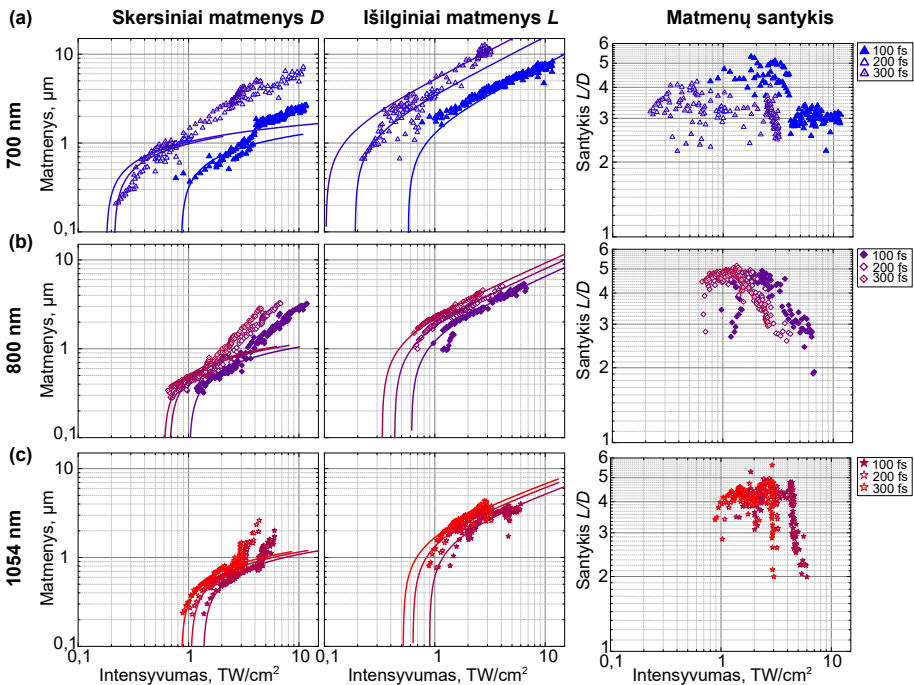 (a) Skersiniai matmenys D Išilginiai matmenys L Matmenų santykis
700 nm
Matmenys, µm
10
1
0,1
Santykis L/D
6
5
4
3
2
1
100 fs
200 fs
300 fs
(b)
800 nm
Matmenys, µm
10
1
0,1
Santykis L/D
6
5
4
3
2
1
100 fs
200 fs
300 fs
(c)
1054 nm
Matmenys, µm
10
1
0,1
Santykis L/D
6
5
4
3
2
1
100 fs
200 fs
300 fs
0,1 1 10 1 10 0,1 1 10
Intensyvumas, TW/cm² Intensyvumas, TW/cm² Intensyvumas, TW/cm²